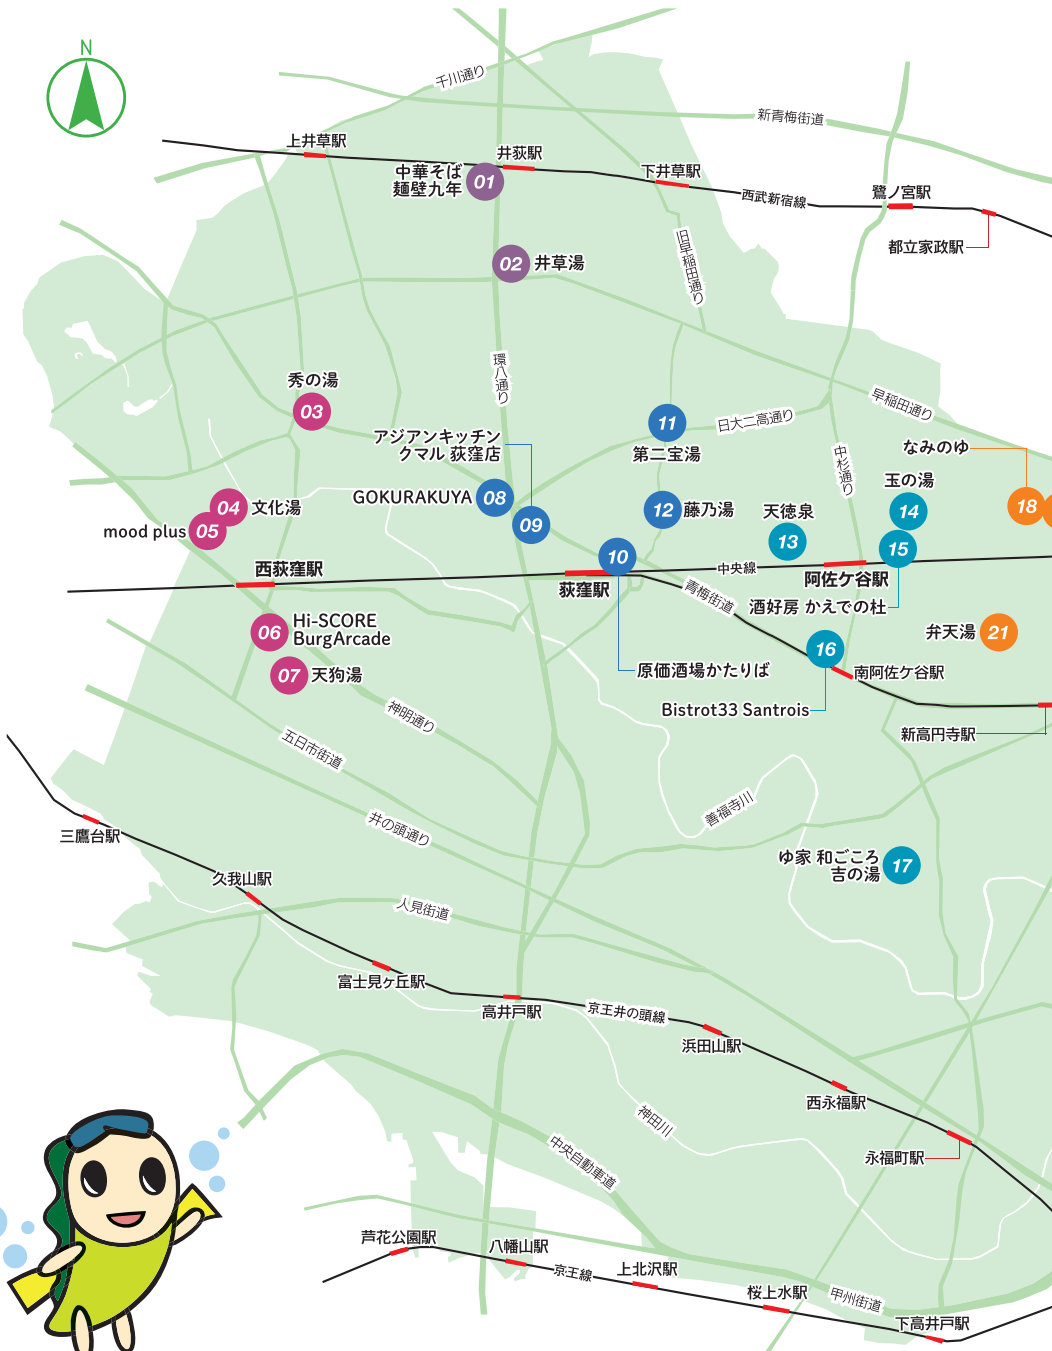 N
千川通り
新青梅街道
上井草駅
井荻駅
中華そば
麺壁九年
01
下井草駅
西武新宿線
鷺ノ宮駅
都立家政駅
02
井草湯
旧早稲田通り
環八通り
秀の湯
03
アジアンキッチン
クマル 荻窪店
11
第二宝湯
日大二高通り
早稲田通り
中杉通り
なみのゆ
GOKURAKUYA
08
09
12
藤乃湯
天徳泉
13
玉の湯
14
15
18
04
文化湯
mood plus
05
10
西荻窪駅
荻窪駅
中央線
阿佐ケ谷駅
青梅街道
酒好房 かえでの杜
06
Hi-SCORE
BurgArcade
07
天狗湯
原価酒場かたりば
16
弁天湯
21
南阿佐ケ谷駅
Bistrot33 Santrois
新高円寺駅
神明通り
五日市街道
井の頭通り
善福寺川
三鷹台駅
ゆ家 和ごころ
吉の湯
17
久我山駅
人見街道
富士見ヶ丘駅
高井戸駅
京王井の頭線
浜田山駅
西永福駅
神田川
永福町駅
中央自動車道
芦花公園駅
八幡山駅
京王線
上北沢駅
桜上水駅
甲州街道
下高井戸駅